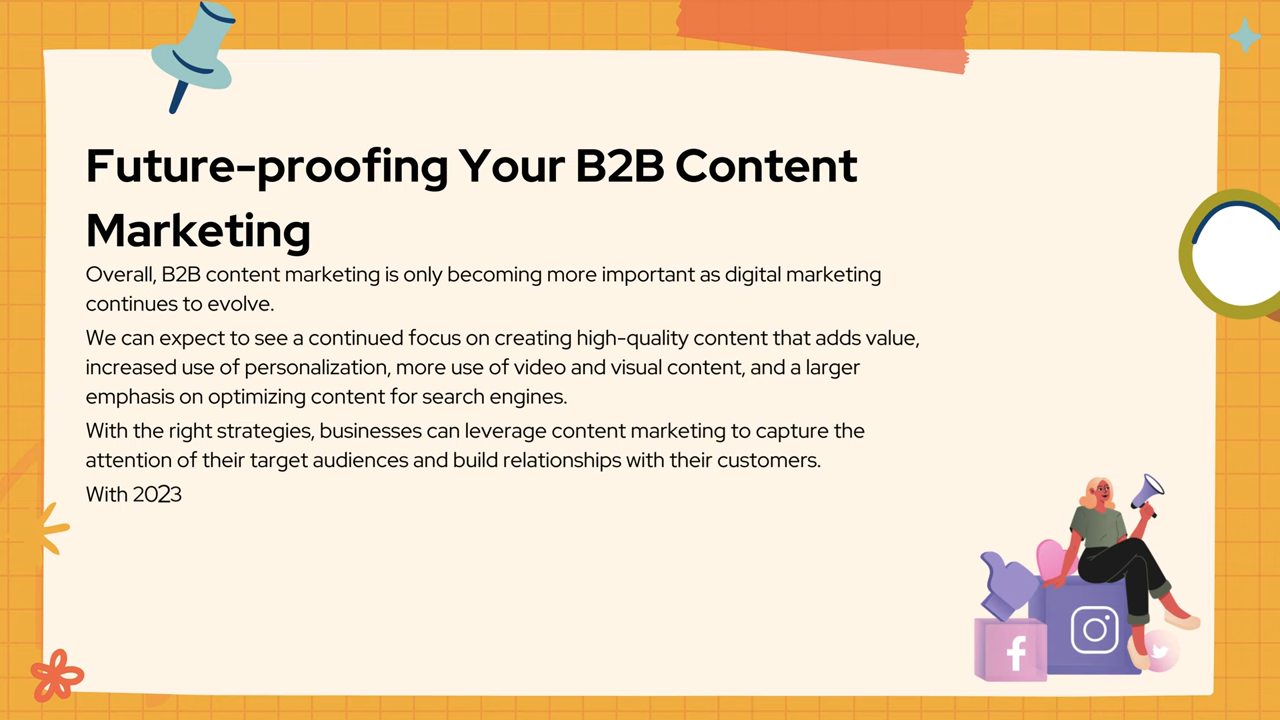 Future-proofing Your B2B Content
Marketing
Overall, B2B content marketing is only becoming more important as digital marketing
continues to evolve.
We can expect to see a continued focus on creating high-quality content that adds value,
increased use of personalization, more use of video and visual content, and a larger
emphasis on optimizing content for search engines.
With the right strategies, businesses can leverage content marketing to capture the
attention of their target audiences and build relationships with their customers.
With 2023